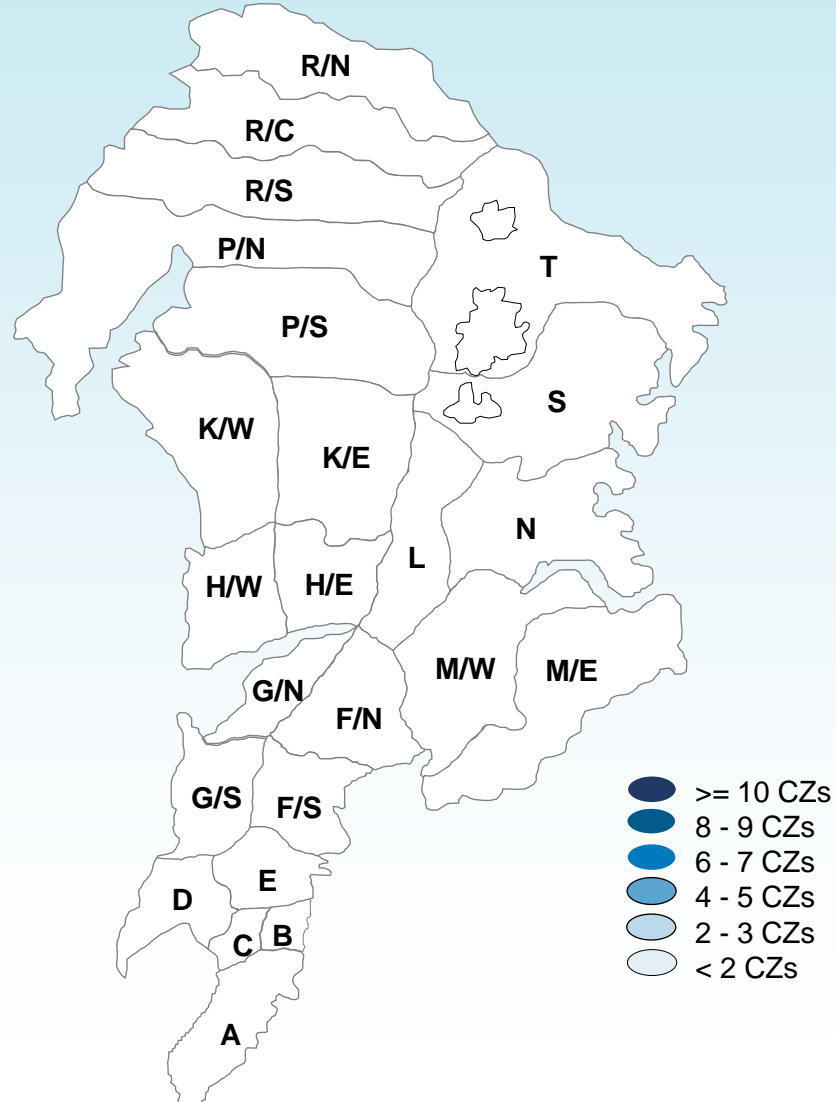 R/N
R/C
R/S
P/N
T
P/S
S
K/W
K/E
N
L
H/W
H/E
M/W
M/E
G/N
F/N
G/S
F/S
E
D
B
C
A
>= 10 CZs
8 - 9 CZs
6 - 7 CZs
4 - 5 CZs
2 - 3 CZs
< 2 CZs